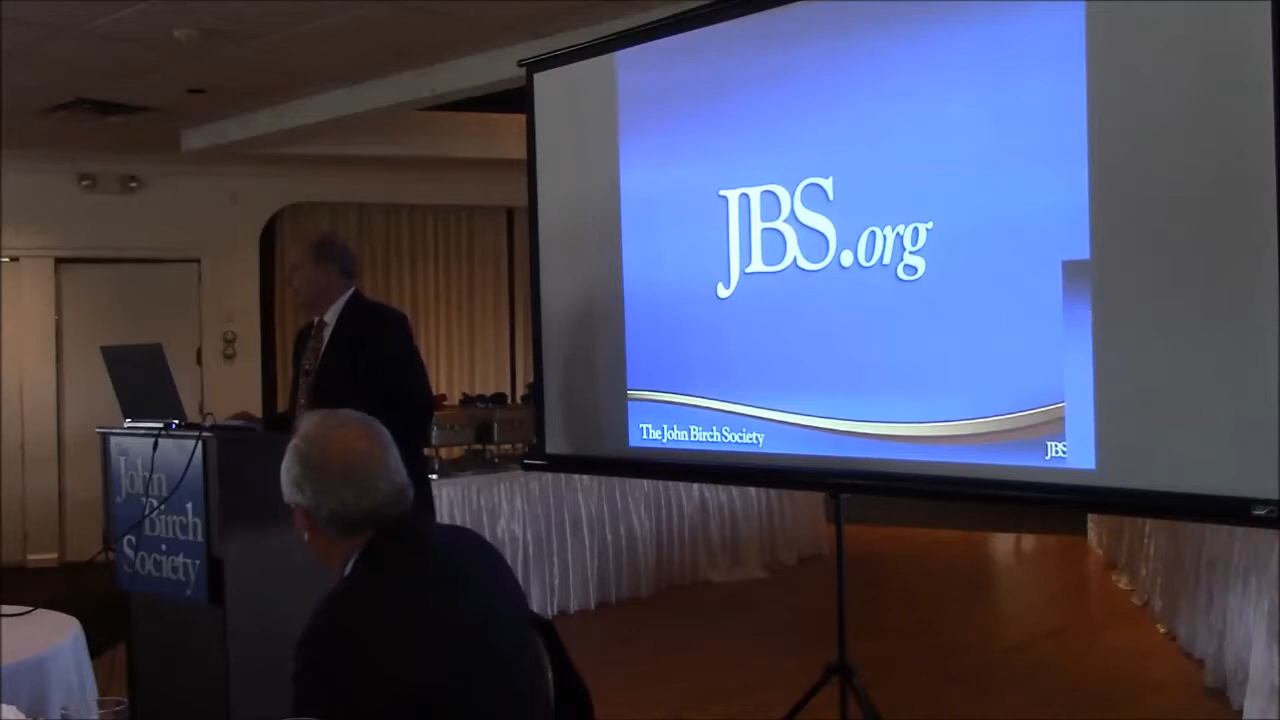 JBS.org
The John Birch Society
JBS
John
Birch
Society